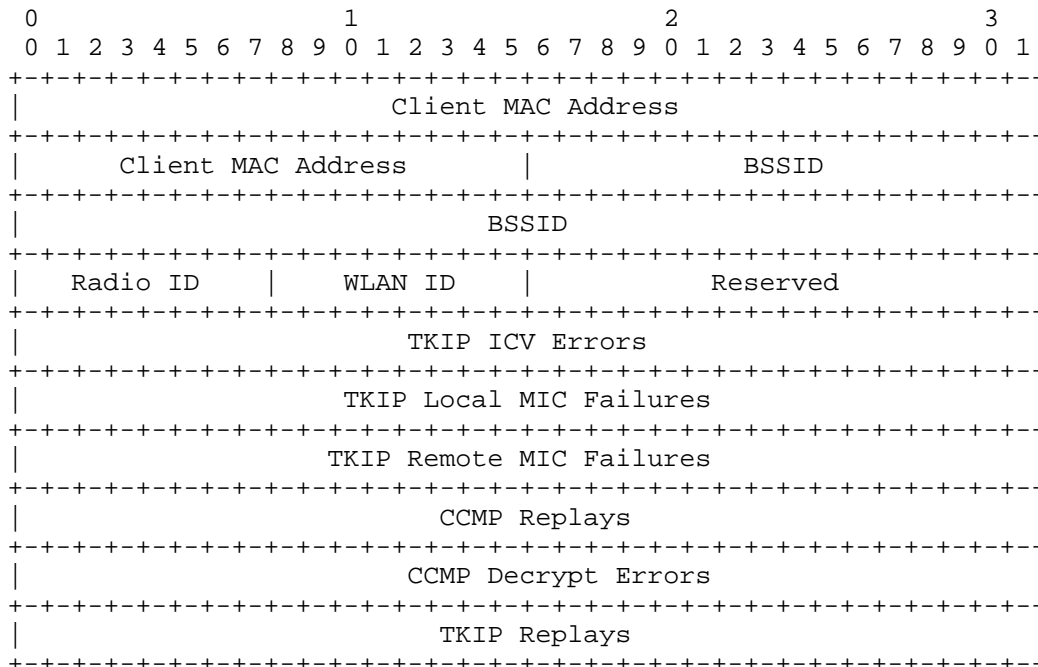 0                   1                   2                   3
 0 1 2 3 4 5 6 7 8 9 0 1 2 3 4 5 6 7 8 9 0 1 2 3 4 5 6 7 8 9 0 1
+-+-+-+-+-+-+-+-+-+-+-+-+-+-+-+-+-+-+-+-+-+-+-+-+-+-+-+-+-+-+-+--
|                       Client MAC Address
+-+-+-+-+-+-+-+-+-+-+-+-+-+-+-+-+-+-+-+-+-+-+-+-+-+-+-+-+-+-+-+--
|      Client MAC Address       |             BSSID
+-+-+-+-+-+-+-+-+-+-+-+-+-+-+-+-+-+-+-+-+-+-+-+-+-+-+-+-+-+-+-+--
|                             BSSID
+-+-+-+-+-+-+-+-+-+-+-+-+-+-+-+-+-+-+-+-+-+-+-+-+-+-+-+-+-+-+-+--
|   Radio ID    |    WLAN ID    |           Reserved
+-+-+-+-+-+-+-+-+-+-+-+-+-+-+-+-+-+-+-+-+-+-+-+-+-+-+-+-+-+-+-+--
|                        TKIP ICV Errors
+-+-+-+-+-+-+-+-+-+-+-+-+-+-+-+-+-+-+-+-+-+-+-+-+-+-+-+-+-+-+-+--
|                    TKIP Local MIC Failures
+-+-+-+-+-+-+-+-+-+-+-+-+-+-+-+-+-+-+-+-+-+-+-+-+-+-+-+-+-+-+-+--
|                   TKIP Remote MIC Failures
+-+-+-+-+-+-+-+-+-+-+-+-+-+-+-+-+-+-+-+-+-+-+-+-+-+-+-+-+-+-+-+--
|                          CCMP Replays
+-+-+-+-+-+-+-+-+-+-+-+-+-+-+-+-+-+-+-+-+-+-+-+-+-+-+-+-+-+-+-+--
|                        CCMP Decrypt Errors
+-+-+-+-+-+-+-+-+-+-+-+-+-+-+-+-+-+-+-+-+-+-+-+-+-+-+-+-+-+-+-+--
|                          TKIP Replays
+-+-+-+-+-+-+-+-+-+-+-+-+-+-+-+-+-+-+-+-+-+-+-+-+-+-+-+-+-+-+-+--